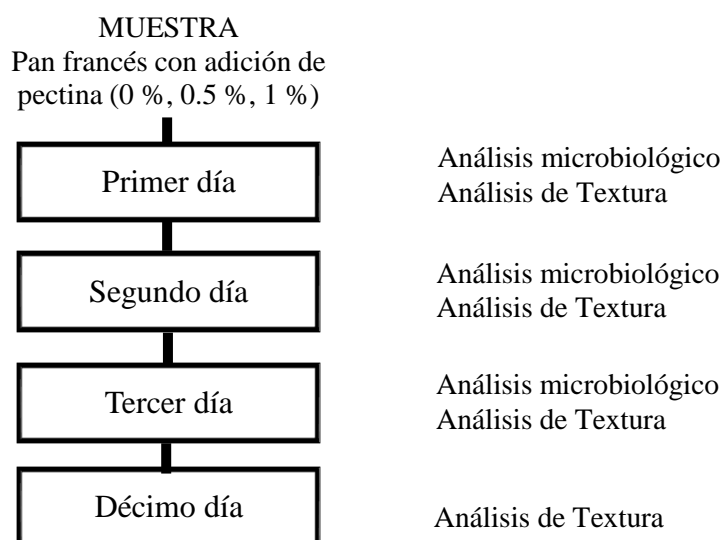 MUESTRA
Pan francés con adición de
pectina (0 %, 0.5 %, 1 %)
Primer día
Análisis microbiológico
Análisis de Textura
Segundo día
Análisis microbiológico
Análisis de Textura
Tercer día
Análisis microbiológico
Análisis de Textura
Décimo día
Análisis de Textura